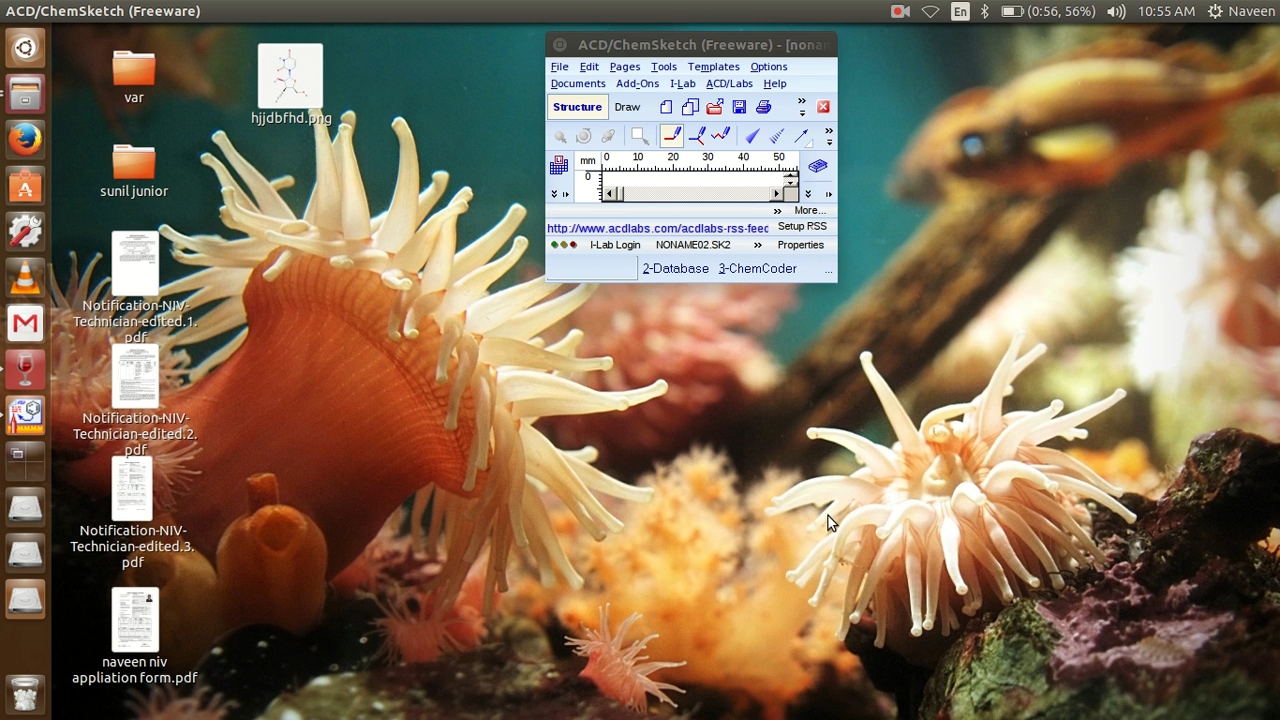 ACD/ChemSketch (Freeware)
En
(0:56, 56%)
10:55 AM
Naveen
var
hjjdbfhd.png
sunil junior
Notification-NIV-
Technician-edited.1.
pdf
Notification-NIV-
Technician-edited.2.
pdf
Notification-NIV-
Technician-edited.3.
pdf
naveen niv
appliation form.pdf
ACD/ChemSketch (Freeware) - [nonam
File Edit Pages Tools Templates Options
Documents Add-Ons I-Lab ACD/Labs Help
Structure Draw
mm 0 10 20 30 40 50
0
More...
http://www.acdlabs.com/acdlabs-rss-feed Setup RSS
I-Lab Login NONAME02.SK2 Properties
2-Database 3-ChemCoder ...